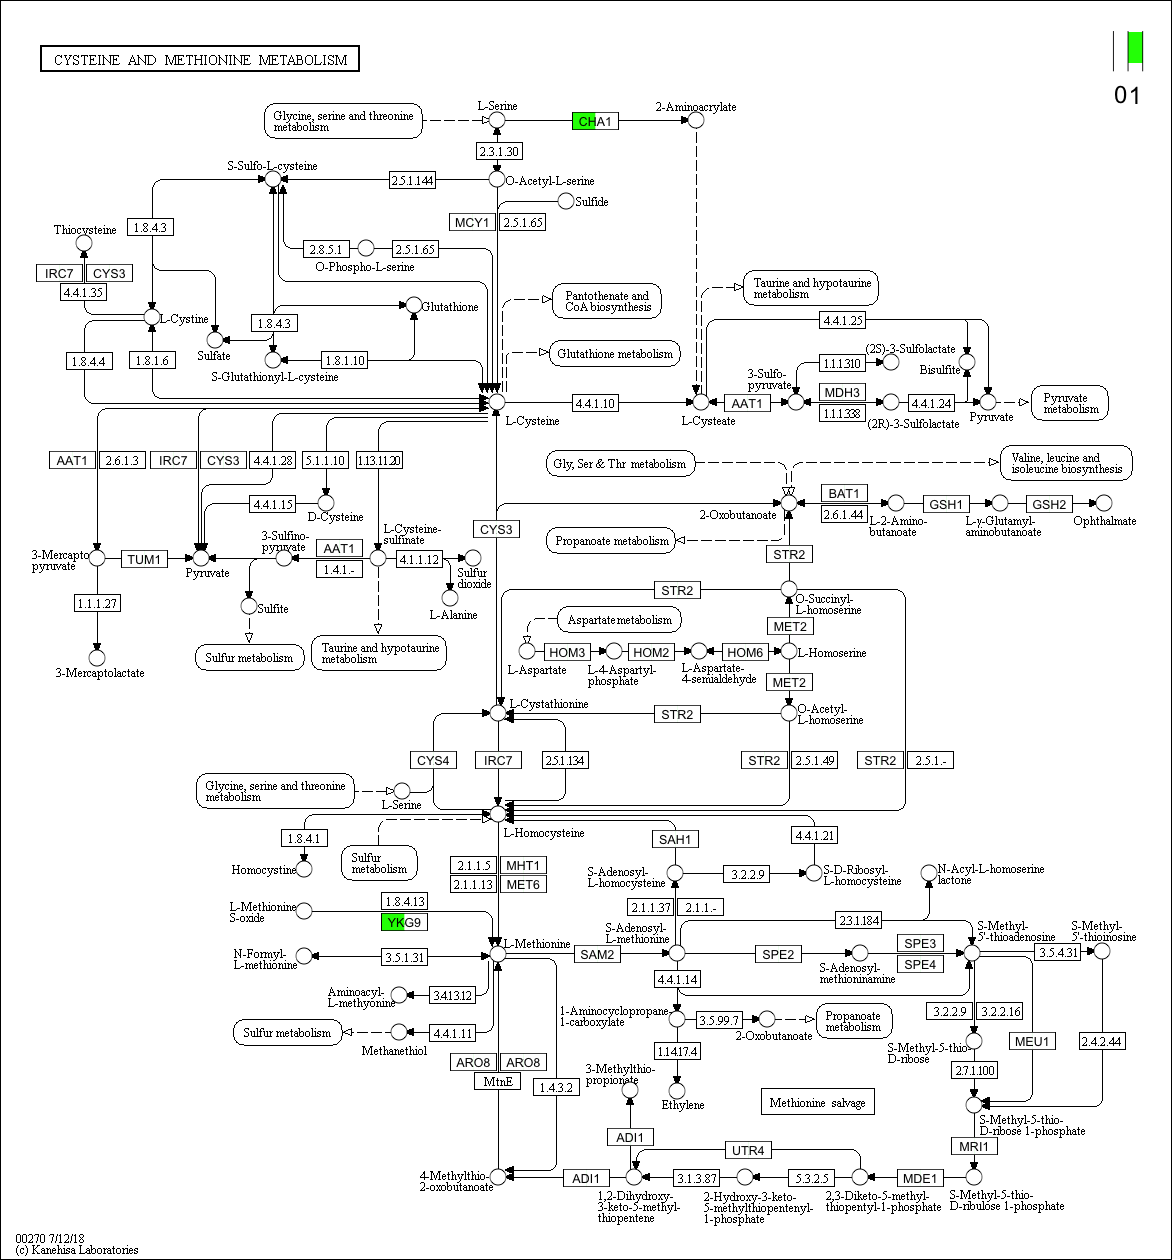 CYSTEINE AND METHIONINE METABOLISM
01
L-Serine
2-Aminoacrylate
Glycine, serine and threonine
metabolism
CHA1
2.3.1.30
S-Sulfo-L-cysteine
2.5.1.144
O-Acetyl-L-serine
Sulfide
MCY1
2.5.1.65
1.8.4.3
Thiocysteine
2.8.5.1
2.5.1.65
O-Phospho-L-serine
IRC7
CYS3
4.4.1.35
Taurine and hypotaurine
metabolism
Pantothenate and
CoA biosynthesis
Glutathione
L-Cystine
1.8.4.3
4.4.1.25
Sulfate
1.8.4.4
1.8.1.6
1.8.1.10
S-Glutathionyl-L-cysteine
Glutathione metabolism
(2S)-3-Sulfolactate
1.1.1.310
Bisulfite
3-Sulfo-
pyruvate
MDH3
1.1.1.338
L-Cysteine
4.4.1.10
L-Cysteate
AAT1
(2R)-3-Sulfolactate
4.4.1.24
Pyruvate
Pyruvate
metabolism
AAT1
2.6.1.3
IRC7
CYS3
4.4.1.28
5.1.1.10
1.13.11.20
Gly, Ser & Thr metabolism
Valine, leucine and
isoleucine biosynthesis
4.4.1.15
D-Cysteine
2-Oxobutanoate
BAT1
2.6.1.44
L-2-Amino-
butanoate
GSH1
L-γ-Glutamyl-
aminobutanoate
GSH2
Ophthalmate
CYS3
Propanoate metabolism
L-Cysteine-
sulfinate
3-Sulfino-
pyruvate
AAT1
1.4.1.-
3-Mercapto
pyruvate
TUM1
Pyruvate
4.1.1.12
Sulfur
dioxide
L-Alanine
STR2
1.1.1.27
Sulfite
STR2
O-Succinyl-
L-homoserine
MET2
Aspartate metabolism
3-Mercaptolactate
Sulfur metabolism
Taurine and hypotaurine
metabolism
L-Aspartate
HOM3
L-4-Aspartyl-
phosphate
HOM2
L-Aspartate-
4-semialdehyde
HOM6
L-Homoserine
MET2
L-Cystathionine
STR2
O-Acetyl-
L-homoserine
CYS4
IRC7
2.5.1.134
STR2
2.5.1.49
STR2
2.5.1.-
Glycine, serine and threonine
metabolism
L-Serine
L-Homocysteine
1.8.4.1
Homocystine
Sulfur
metabolism
SAH1
4.4.1.21
2.1.1.5
MHT1
2.1.1.13
MET6
S-Adenosyl-
L-homocysteine
3.2.2.9
S-D-Ribosyl-
L-homocysteine
N-Acyl-L-homoserine
lactone
L-Methionine
S-oxide
1.8.4.13
YKG9
2.1.1.37
2.1.1.-
2.3.1.184
S-Adenosyl-
L-methionine
S-Methyl-
5'-thioadenosine
S-Methyl-
5'-thioinosine
L-Methionine
N-Formyl-
L-methionine
3.5.1.31
SAM2
SPE2
S-Adenosyl-
methioninamine
SPE3
SPE4
3.5.4.31
4.4.1.14
Aminoacyl-
L-methyonine
3.4.13.12
1-Aminocyclopropane-
1-carboxylate
3.5.99.7
2-Oxobutanoate
Propanoate
metabolism
3.2.2.9
3.2.2.16
Sulfur metabolism
Methanethiol
4.4.1.11
S-Methyl-5-thio-
D-ribose
MEU1
2.4.2.44
1.14.17.4
ARO8
ARO8
MtnE
1.4.3.2
3-Methylthio-
propionate
Ethylene
2.7.1.100
Methionine salvage
S-Methyl-5-thio-
D-ribose 1-phosphate
ADI1
UTR4
MRI1
4-Methylthio-
2-oxobutanoate
ADI1
3.1.3.87
5.3.2.5
MDE1
1,2-Dihydroxy-
3-keto-5-methyl-
thiopentene
2-Hydroxy-3-keto-
5-methylthiopentenyl-
1-phosphate
2,3-Diketo-5-methyl-
thiopentyl-1-phosphate
S-Methyl-5-thio-
D-ribulose 1-phosphate
00270 7/12/18
(c) Kanehisa Laboratories